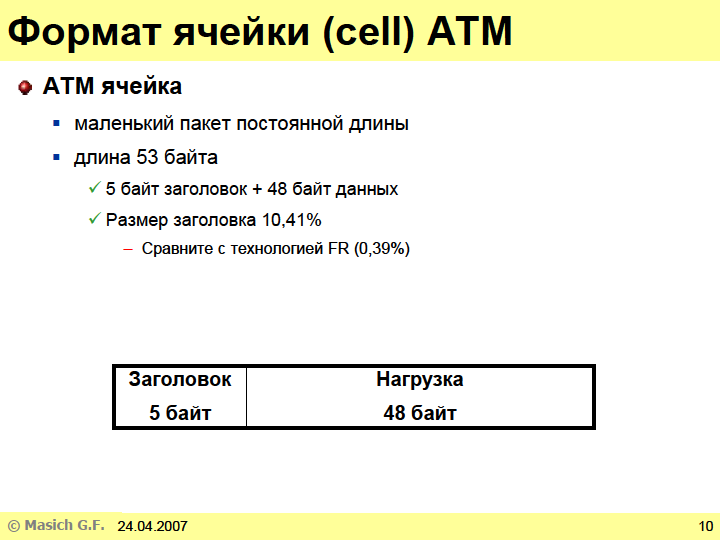 Формат ячейки (cell) ATM
ATM ячейка
маленький пакет постоянной длины
длина 53 байта
5 байт заголовок + 48 байт данных
Размер заголовка 10,41%
– Сравните с технологией FR (0,39%)
Заголовок Нагрузка
5 байт 48 байт
© Masich G.F. 24.04.2007 10